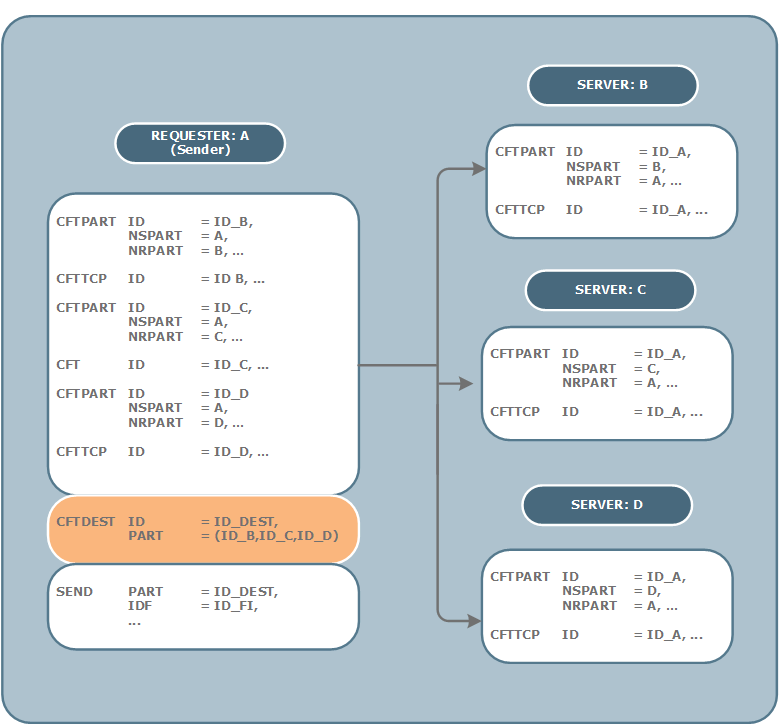 REQUESTER: A
(Sender)
CFTPART ID = ID_B,
NSPART = A,
NRPART = B, ...
CFTTCP ID = ID B, ...
CFTPART ID = ID_C,
NSPART = A,
NRPART = C, ...
CFT ID = ID_C, ...
CFTPART ID = ID_D
NSPART = A,
NRPART = D, ...
CFTTCP ID = ID_D, ...
CFTDEST ID = ID_DEST,
PART = (ID_B,ID_C,ID_D)
SEND PART = ID_DEST,
IDF = ID_FI,
...
SERVER: B
CFTPART ID = ID_A,
NSPART = B,
NRPART = A, ...
CFTTCP ID = ID_A, ...
SERVER: C
CFTPART ID = ID_A,
NSPART = C,
NRPART = A, ...
CFTTCP ID = ID_A, ...
SERVER: D
CFTPART ID = ID_A,
NSPART = D,
NRPART = A, ...
CFTTCP ID = ID_A, ...